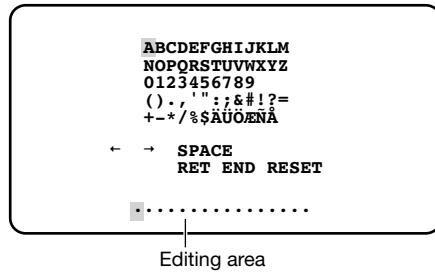 ABCDEFGHIJKLM
NOPQRSTUVWXYZ
0123456789
().,'":;&#!?=
+-*/%$ÄÜÖÆÑÅ
← → SPACE
RET END RESET
................
Editing area